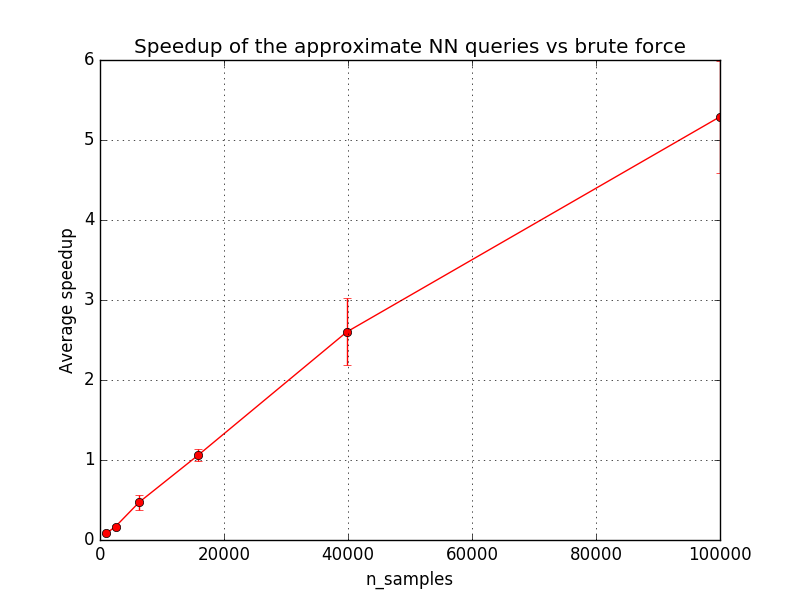 Speedup of the approximate NN queries vs brute force
6
5
4
3
2
1
0
Average speedup
0 20000 40000 60000 80000 100000
n_samples